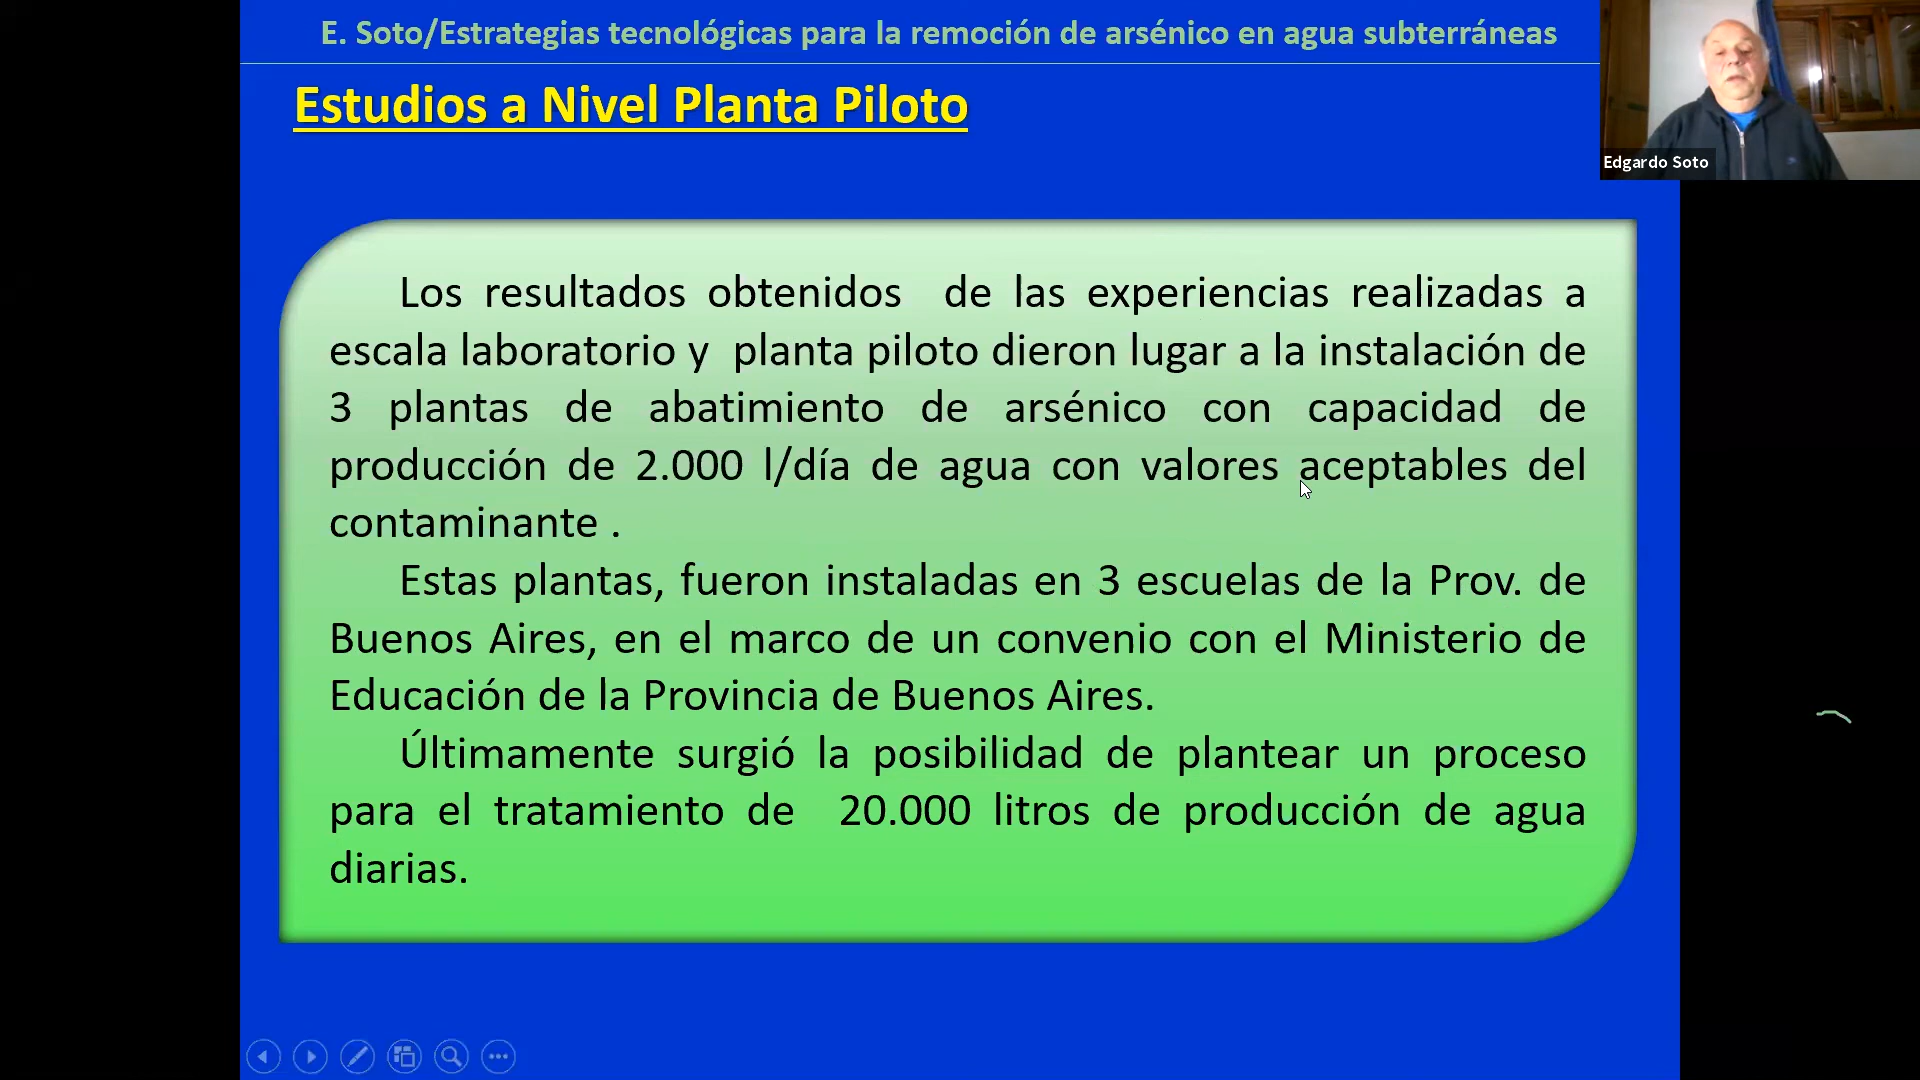 E. Soto/Estrategias tecnológicas para la remoción de arsénico en agua subterráneas
Estudios a Nivel Planta Piloto
Edgardo Soto
Los resultados obtenidos de las experiencias realizadas a
escala laboratorio y planta piloto dieron lugar a la instalación de
3 plantas de abatimiento de arsénico con capacidad de
producción de 2.000 l/día de agua con valores aceptables del
contaminante .
Estas plantas, fueron instaladas en 3 escuelas de la Prov. de
Buenos Aires, en el marco de un convenio con el Ministerio de
Educación de la Provincia de Buenos Aires.
Últimamente surgió la posibilidad de plantear un proceso
para el tratamiento de 20.000 litros de producción de agua
diarias.